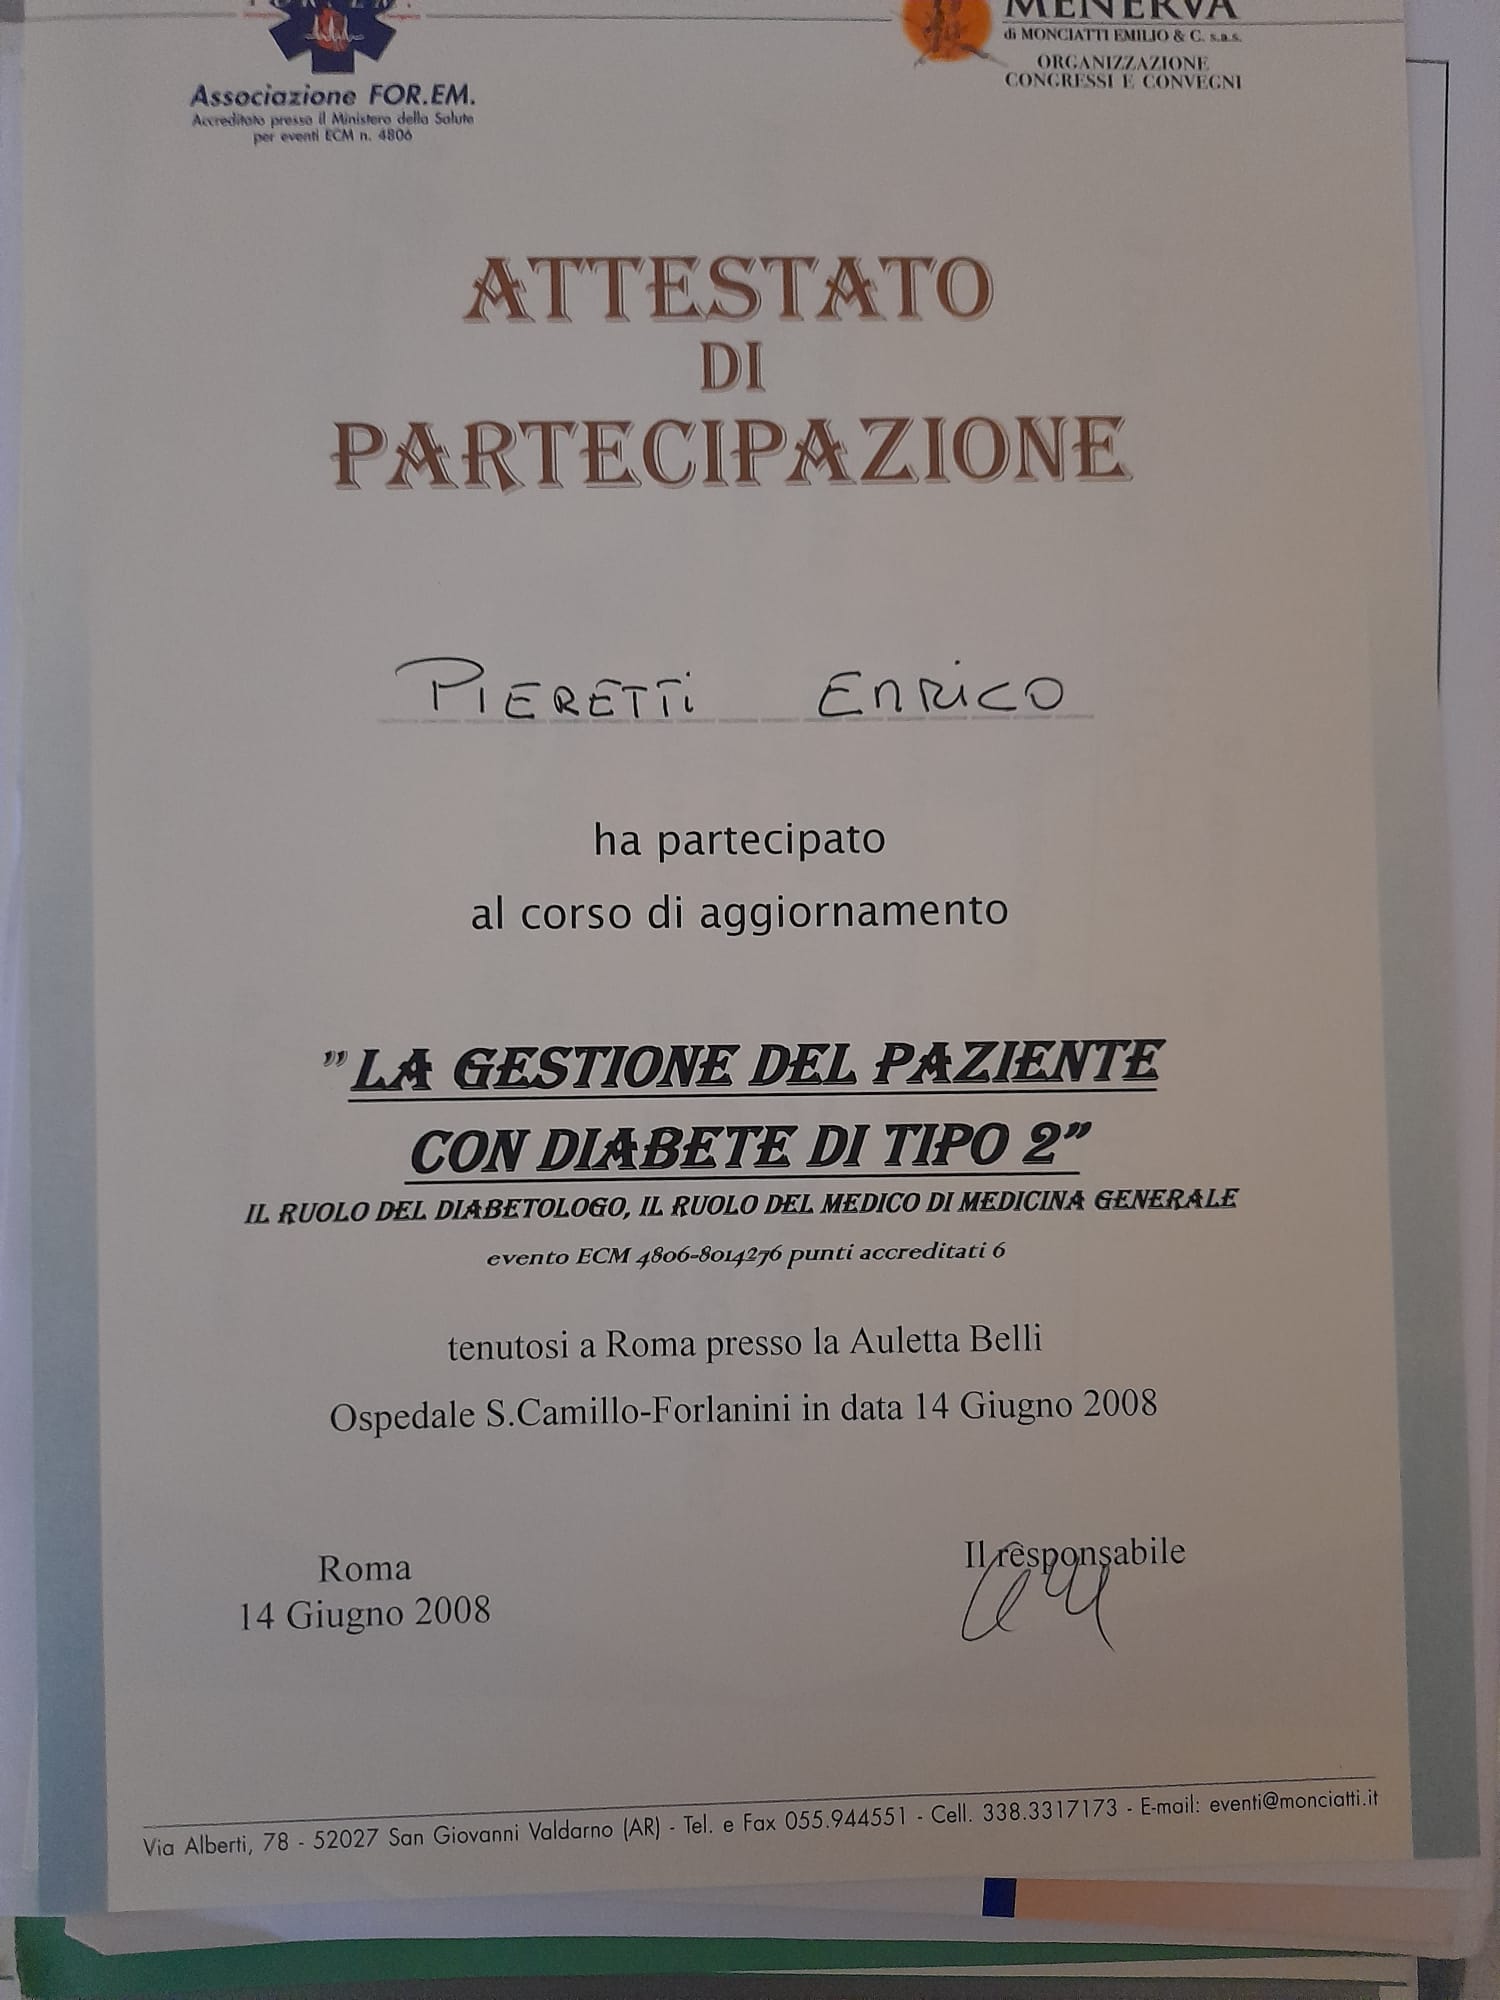 MENERVA
di MONCIATTI EMILIO & C. s.a.s.
ORGANIZZAZIONE
CONGRESSI E CONVEGNI
Associazione FOR.EM.
Accreditato presso il Ministero della Salute
per eventi ECM n. 4806
ATTESTATO
DI
PARTECIPAZIONE
PIERETTi ENRiCO
ha partecipato
al corso di aggiornamento
"LA GESTIONE DEL PAZIENTE
CON DIABETE DI TIPO 2"
IL RUOLO DEL DIABETOLOGO, IL RUOLO DEL MEDICO DI MEDICINA GENERALE
evento ECM 4806-8014276 punti accreditati 6
tenutosi a Roma presso la Auletta Belli
Ospedale S.Camillo-Forlanini in data 14 Giugno 2008
Roma
14 Giugno 2008
Il responsabile
Via Alberti, 78 - 52027 San Giovanni Valdarno (AR) - Tel. e Fax 055.944551 - Cell. 338.3317173 - E-mail: eventi@monciatti.it